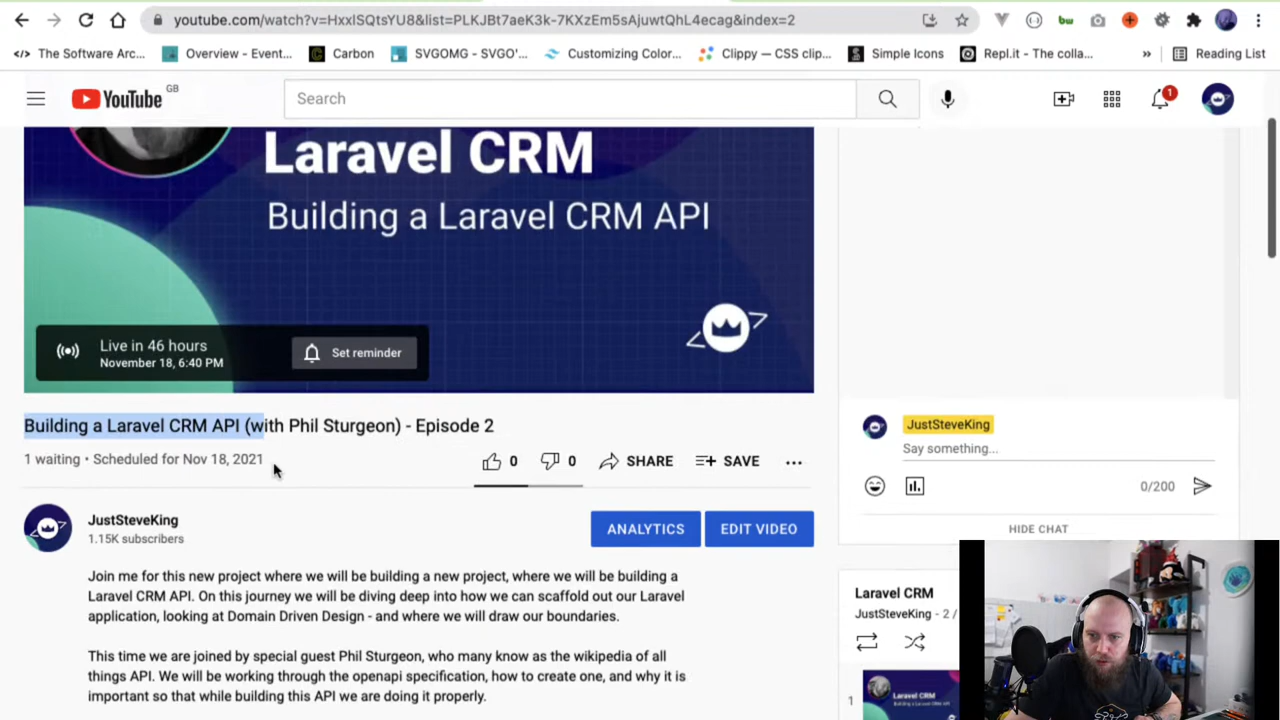 youtube.com/watch?v=HxxISQtsYU8&list=PLKJBt7aeK3k-7KXzEm5sAjuwtQhL4ecag&index=2
The Software Arc... Overview - Event... Carbon SVGOMG - SVGO'... Customizing Color... Clippy — CSS clip... Simple Icons Repl.it - The colla... » Reading List
YouTube GB
Search
1
Laravel CRM
Building a Laravel CRM API
Live in 46 hours
November 18, 6:40 PM
Set reminder
Building a Laravel CRM API (with Phil Sturgeon) - Episode 2
1 waiting • Scheduled for Nov 18, 2021
0 0 SHARE SAVE
JustSteveKing
1.15K subscribers
ANALYTICS EDIT VIDEO
Join me for this new project where we will be building a new project, where we will be building a
Laravel CRM API. On this journey we will be diving deep into how we can scaffold out our Laravel
application, looking at Domain Driven Design - and where we will draw our boundaries.
This time we are joined by special guest Phil Sturgeon, who many know as the wikipedia of all
things API. We will be working through the openapi specification, how to create one, and why it is
important so that while building this API we are doing it properly.
JustSteveKing
Say something...
0/200
HIDE CHAT
Laravel CRM
JustSteveKing - 2 /
1
Laravel CRM
Building a Laravel CRM API